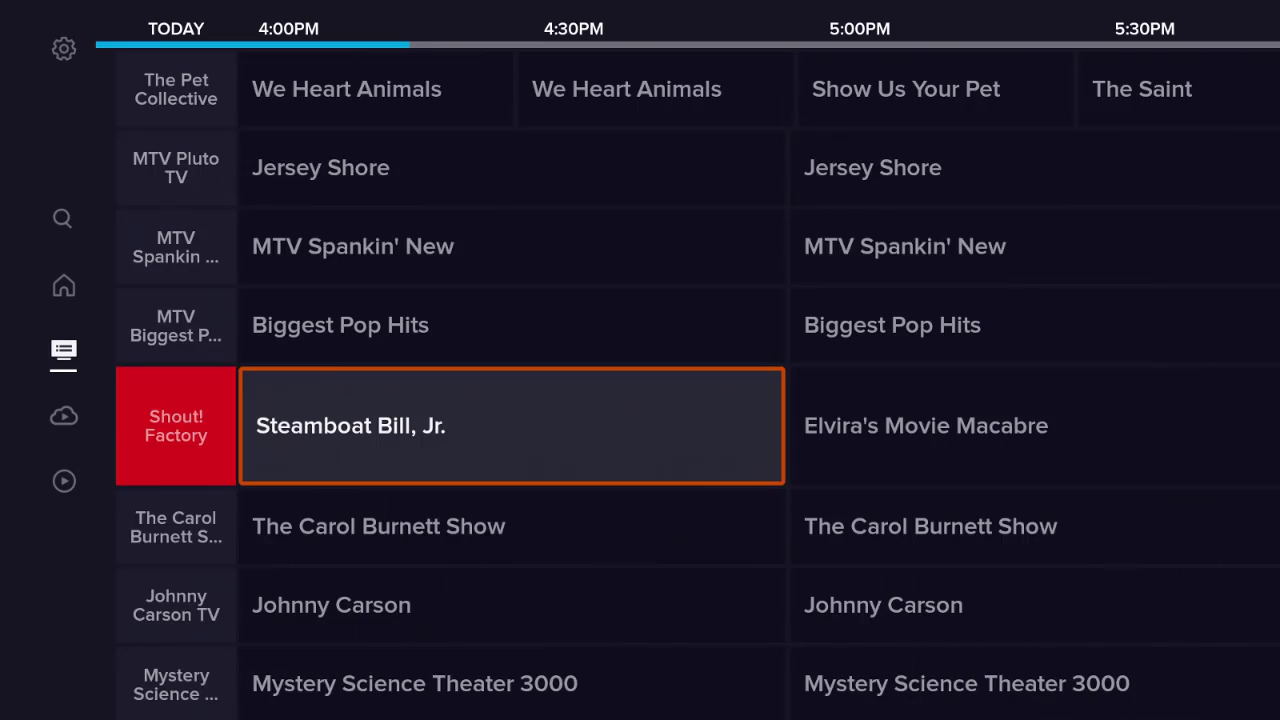 TODAY 4:00PM 4:30PM 5:00PM 5:30PM
The Pet
Collective
We Heart Animals
We Heart Animals
Show Us Your Pet
The Saint
MTV Pluto
TV
Jersey Shore
Jersey Shore
MTV
Spankin ...
MTV Spankin' New
MTV Spankin' New
MTV
Biggest P...
Biggest Pop Hits
Biggest Pop Hits
Shout!
Factory
Steamboat Bill, Jr.
Elvira's Movie Macabre
The Carol
Burnett S...
The Carol Burnett Show
The Carol Burnett Show
Johnny
Carson TV
Johnny Carson
Johnny Carson
Mystery
Science ...
Mystery Science Theater 3000
Mystery Science Theater 3000